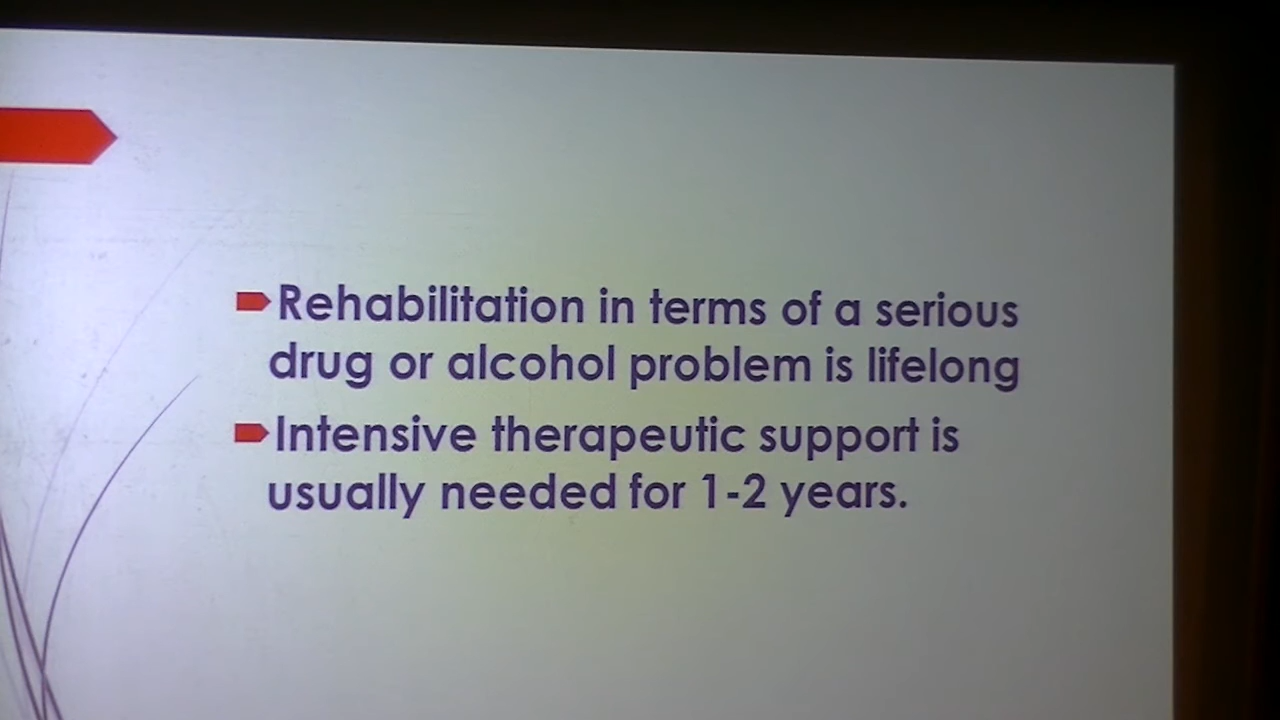 Rehabilitation in terms of a serious
drug or alcohol problem is lifelong
Intensive therapeutic support is
usually needed for 1-2 years.